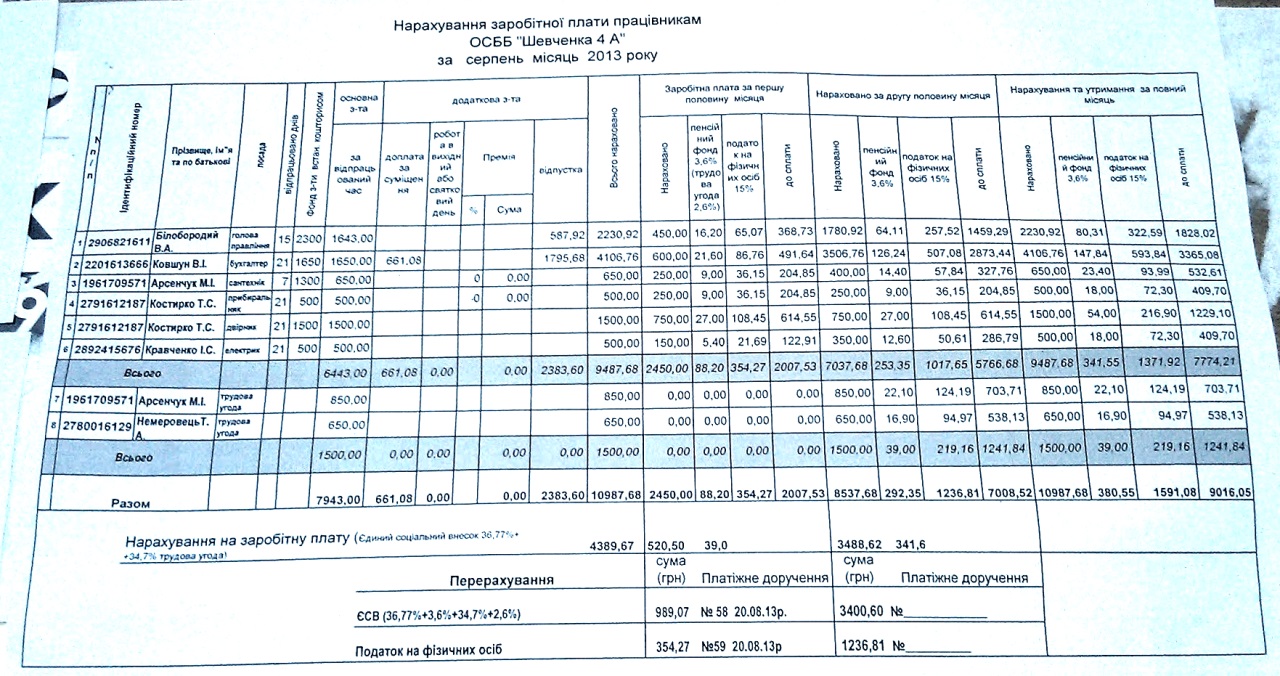 Нарахування заробітної плати працівникам
ОСББ "Шевченка 4 А"
за серпень місяць 2013 року
N п/п Ідентифікаційний номер Прізвище, ім"я та по батькові посада відпрацьовано днів Фонд з-ти встан. кошторисом основна з-та додаткова з-та Всього нараховано Заробітна плата за першу половину місяця Нараховано за другу половину місяця Нарахування та утримання за повний місяць
за відпрацьований час доплата за суміщення робота в вихідний або святковий день Премія % Сума відпустка Нараховано пенсійний фонд 3,6% (трудова угода 2,6%) податок на фізичних осіб 15% до сплати Нараховано пенсійний фонд 3,6% податок на фізичних осіб 15% до сплати Нараховано пенсійний фонд 3,6% податок на фізичних осіб 15% до сплати
1 2906821611 Білобородий В.А. голова правління 15 2300 1643,00 587,92 2230,92 450,00 16,20 65,07 368,73 1780,92 64,11 257,52 1459,29 2230,92 80,31 322,59 1828,02
2 2201613666 Ковшун В.І. бухгалтер 21 1650 1650,00 661,08 1795,68 4106,76 600,00 21,60 86,76 491,64 3506,76 126,24 507,08 2873,44 4106,76 147,84 593,84 3365,08
3 1961709571 Арсенчук М.І. сантехнік 7 1300 650,00 0 0,00 650,00 250,00 9,00 36,15 204,85 400,00 14,40 57,84 327,76 650,00 23,40 93,99 532,61
4 2791612187 Костирко Т.С. прибиральник 21 500 500,00 0 0,00 500,00 250,00 9,00 36,15 204,85 250,00 9,00 36,15 204,85 500,00 18,00 72,30 409,70
5 2791612187 Костирко Т.С. двірник 21 1500 1500,00 1500,00 750,00 27,00 108,45 614,55 750,00 27,00 108,45 614,55 1500,00 54,00 216,90 1229,10
6 2892415676 Кравченко І.С. електрик 21 500 500,00 500,00 150,00 5,40 21,69 122,91 350,00 12,60 50,61 286,79 500,00 18,00 72,30 409,70
Всього 6443,00 661,08 0,00 0,00 2383,60 9487,68 2450,00 88,20 354,27 2007,53 7037,68 253,35 1017,65 5766,68 9487,68 341,55 1371,92 7774,21
7 1961709571 Арсенчук М.І. трудова угода 850,00 850,00 0,00 0,00 0,00 0,00 850,00 22,10 124,19 703,71 850,00 22,10 124,19 703,71
8 2780016129 Немеровець Т. А. трудова угода 650,00 650,00 0,00 0,00 0,00 0,00 650,00 16,90 94,97 538,13 650,00 16,90 94,97 538,13
Всього 1500,00 0,00 0,00 0,00 0,00 1500,00 0,00 0,00 0,00 0,00 1500,00 39,00 219,16 1241,84 1500,00 39,00 219,16 1241,84
Разом 7943,00 661,08 0,00 0,00 2383,60 10987,68 2450,00 88,20 354,27 2007,53 8537,68 292,35 1236,81 7008,52 10987,68 380,55 1591,08 9016,05
Нарахування на заробітну плату (Єдиний соціальний внесок 36,77%+
+34,7% трудова угода) 4389,67 520,50 39,0 3488,62 341,6
Перерахування сума (грн) Платіжне доручення сума (грн) Платіжне доручення
ЄСВ (36,77%+3,6%+34,7%+2,6%) 989,07 № 58 20.08.13р. 3400,60 №________
Податок на фізичних осіб 354,27 №59 20.08.13р 1236,81 №________